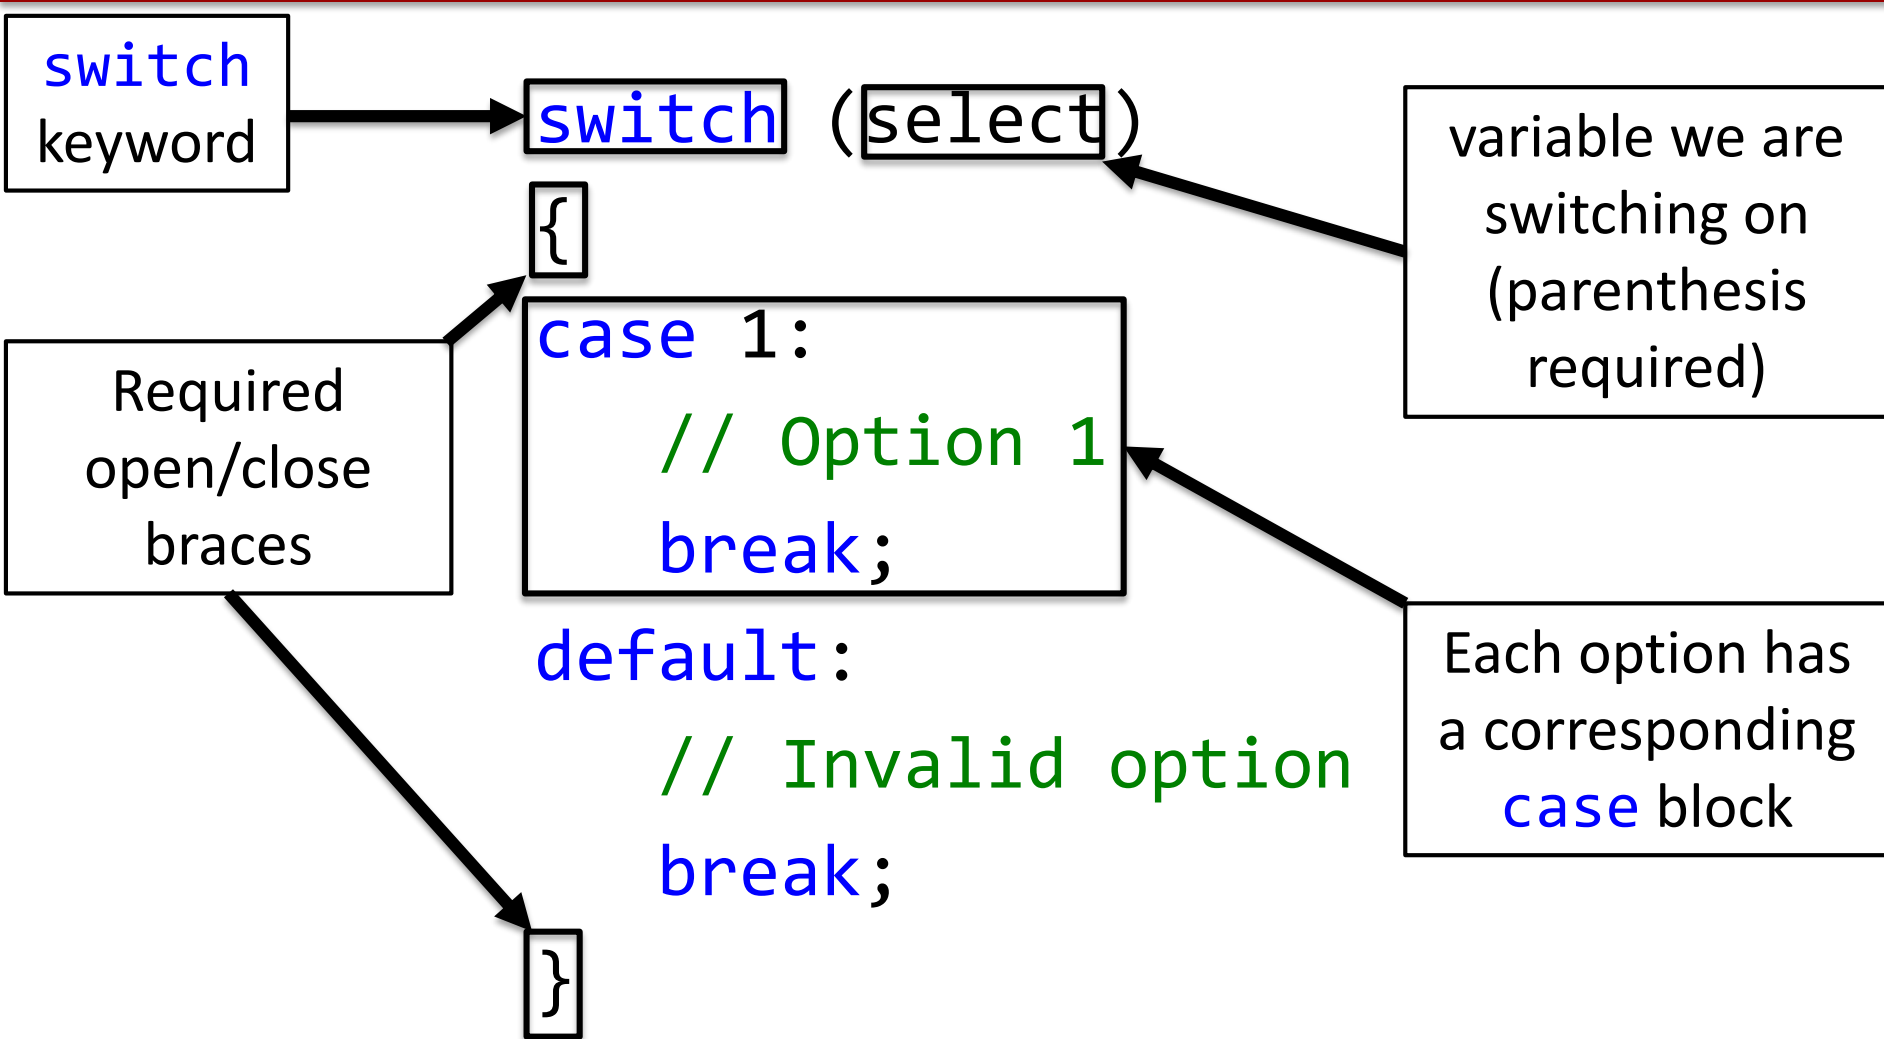 switch
keyword
switch (select)
{
case 1:
// Option 1
break;
default:
// Invalid option
break;
}
Required
open/close
braces
variable we are
switching on
(parenthesis
required)
Each option has
a corresponding
case block